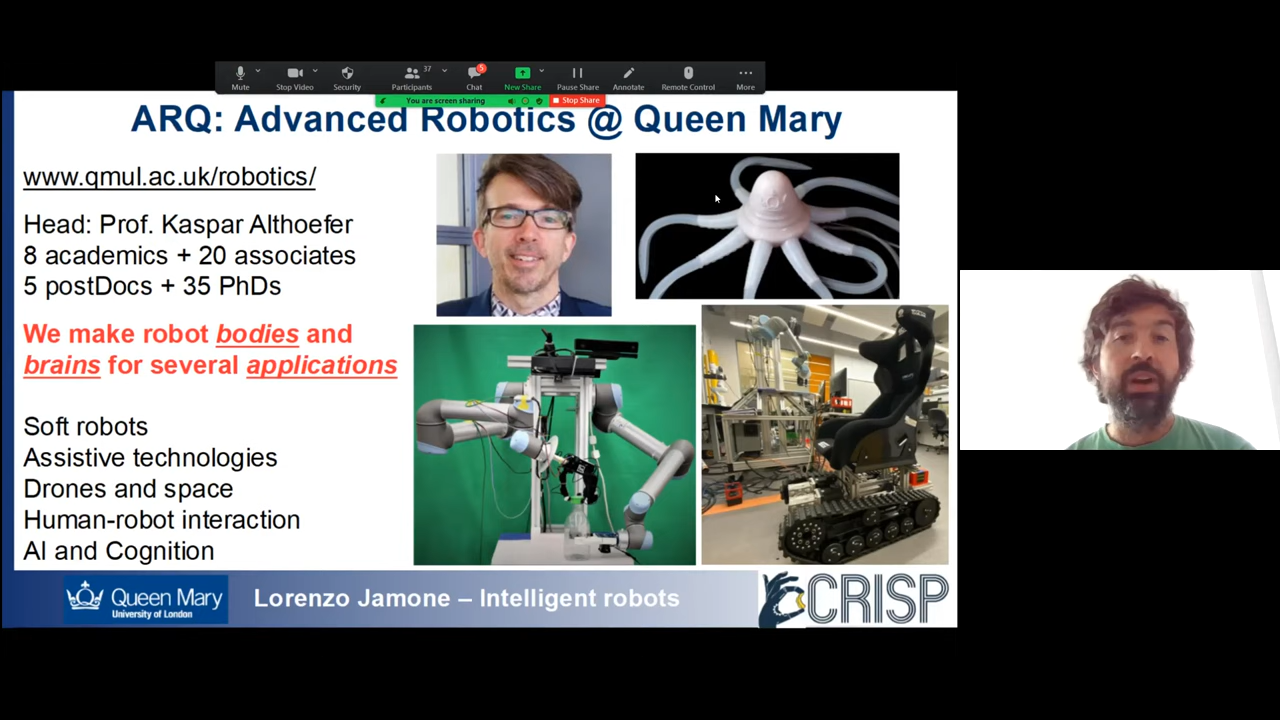 Mute
Stop Video
Security
37
Participants
5
Chat
New Share
Pause Share
Annotate
Remote Control
More
You are screen sharing
Stop Share
ARQ: Advanced Robotics @ Queen Mary
www.qmul.ac.uk/robotics/
Head: Prof. Kaspar Althoefer
8 academics + 20 associates
5 postDocs + 35 PhDs
We make robot bodies and
brains for several applications
Soft robots
Assistive technologies
Drones and space
Human-robot interaction
AI and Cognition
Queen Mary
University of London
Lorenzo Jamone – Intelligent robots
CRISP